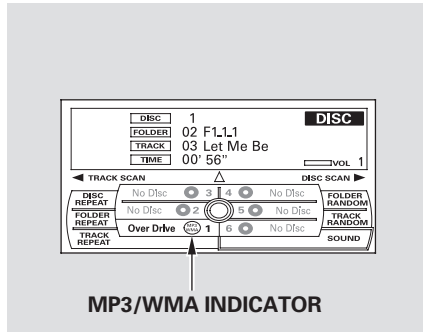 DISC 1 DISC
FOLDER 02 F1_1_1
TRACK 03 Let Me Be
TIME 00' 56" VOL 1
◄ TRACK SCAN △ DISC SCAN ►
DISC REPEAT No Disc 3 4 No Disc FOLDER RANDOM
FOLDER REPEAT No Disc 2 5 No Disc TRACK RANDOM
TRACK REPEAT Over Drive MP3 WMA 1 6 No Disc SOUND
MP3/WMA INDICATOR